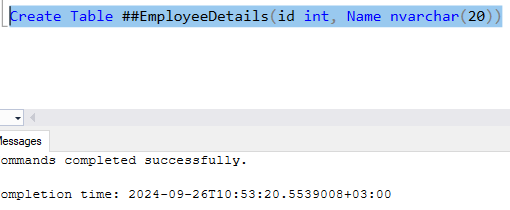 Create Table ##EmployeeDetails(id int, Name nvarchar(20))
Messages
ommands completed successfully.
ompletion time: 2024-09-26T10:53:20.5539008+03:00